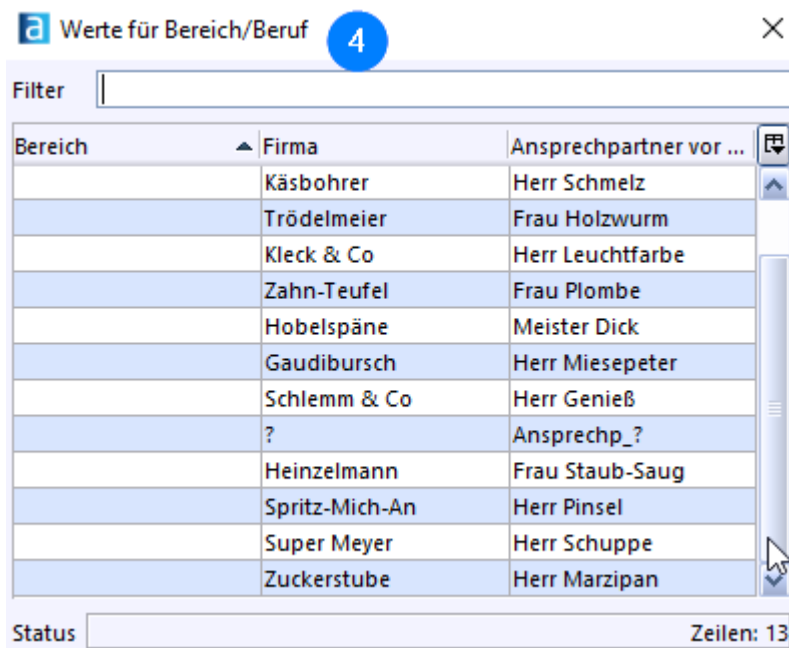 a Werte für Bereich/Beruf 4
Filter
Bereich Firma Ansprechpartner vor ...
Käsbohrer Herr Schmelz
Trödelmeier Frau Holzwurm
Kleck & Co Herr Leuchtfarbe
Zahn-Teufel Frau Plombe
Hobelspäne Meister Dick
Gaudibursch Herr Miesepeter
Schlemm & Co Herr Genieß
? Ansprechp_?
Heinzelmann Frau Staub-Saug
Spritz-Mich-An Herr Pinsel
Super Meyer Herr Schuppe
Zuckerstube Herr Marzipan
Status Zeilen: 13